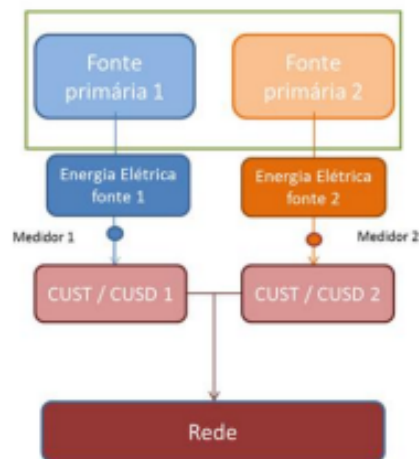 Fonte
primária 1
Fonte
primária 2
Energia Elétrica
fonte 1
Energia Elétrica
fonte 2
Medidor 1
Medidor 2
CUST / CUSD 1
CUST / CUSD 2
Rede